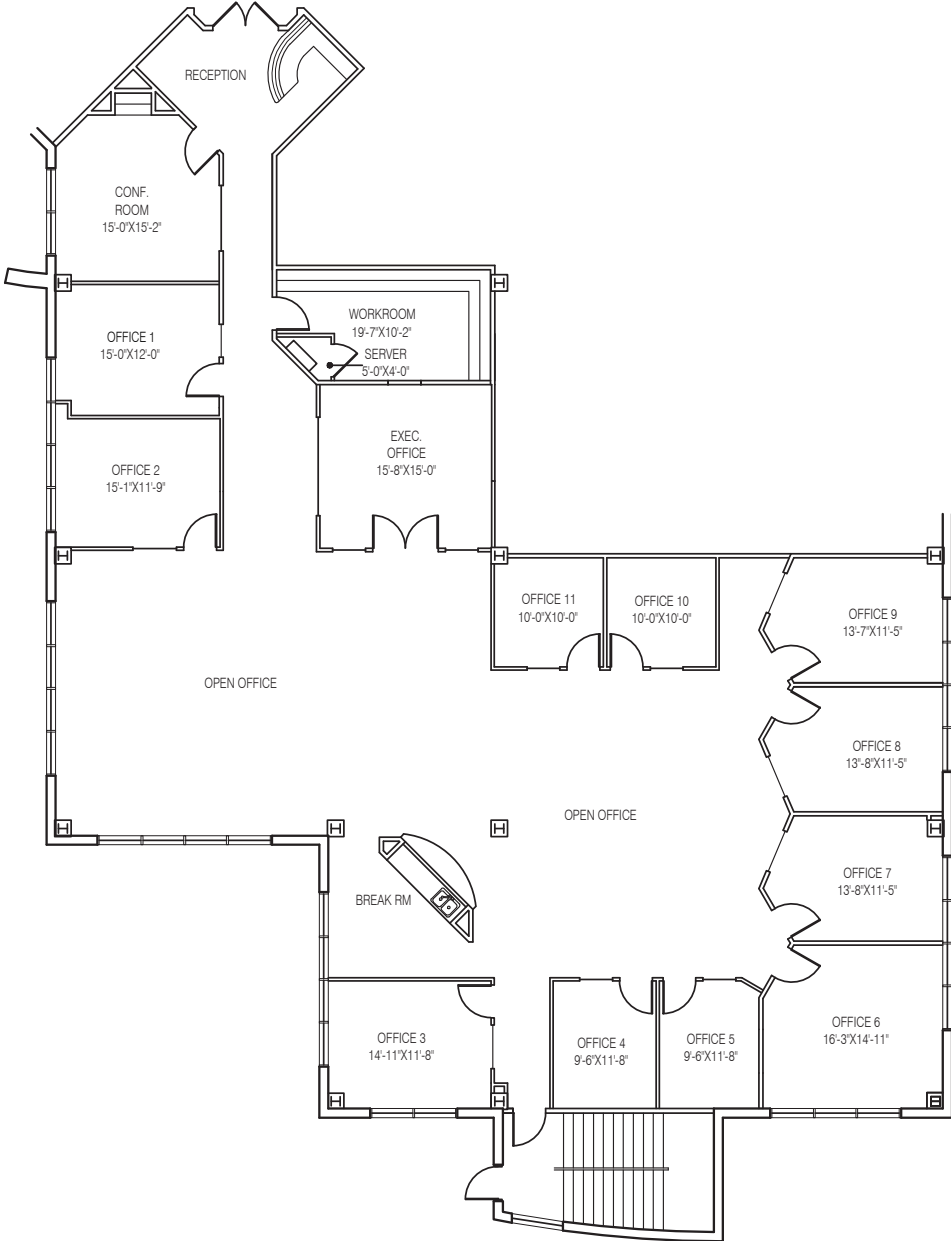 RECEPTION
CONF.
ROOM
15'-0"X15'-2"
OFFICE 1
15'-0"X12'-0"
WORKROOM
19'-7"X10'-2"
SERVER
5'-0"X4'-0"
EXEC.
OFFICE
15'-8"X15'-0"
OFFICE 2
15'-1"X11'-9"
OFFICE 11
10'-0"X10'-0"
OFFICE 10
10'-0"X10'-0"
OFFICE 9
13'-7"X11'-5"
OPEN OFFICE
OFFICE 8
13'-8"X11'-5"
OPEN OFFICE
OFFICE 7
13'-8"X11'-5"
BREAK RM
OFFICE 3
14'-11"X11'-8"
OFFICE 4
9'-6"X11'-8"
OFFICE 5
9'-6"X11'-8"
OFFICE 6
16'-3"X14'-11"